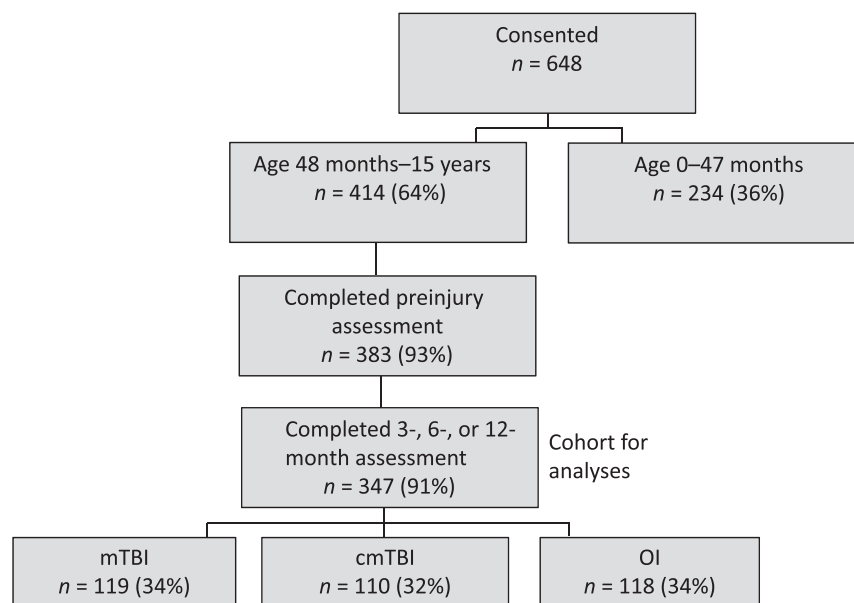 Consented
n = 648
Age 48 months–15 years
n = 414 (64%)
Age 0–47 months
n = 234 (36%)
Completed preinjury
assessment
n = 383 (93%)
Completed 3-, 6-, or 12-
month assessment
n = 347 (91%)
Cohort for
analyses
mTBI
n = 119 (34%)
cmTBI
n = 110 (32%)
OI
n = 118 (34%)